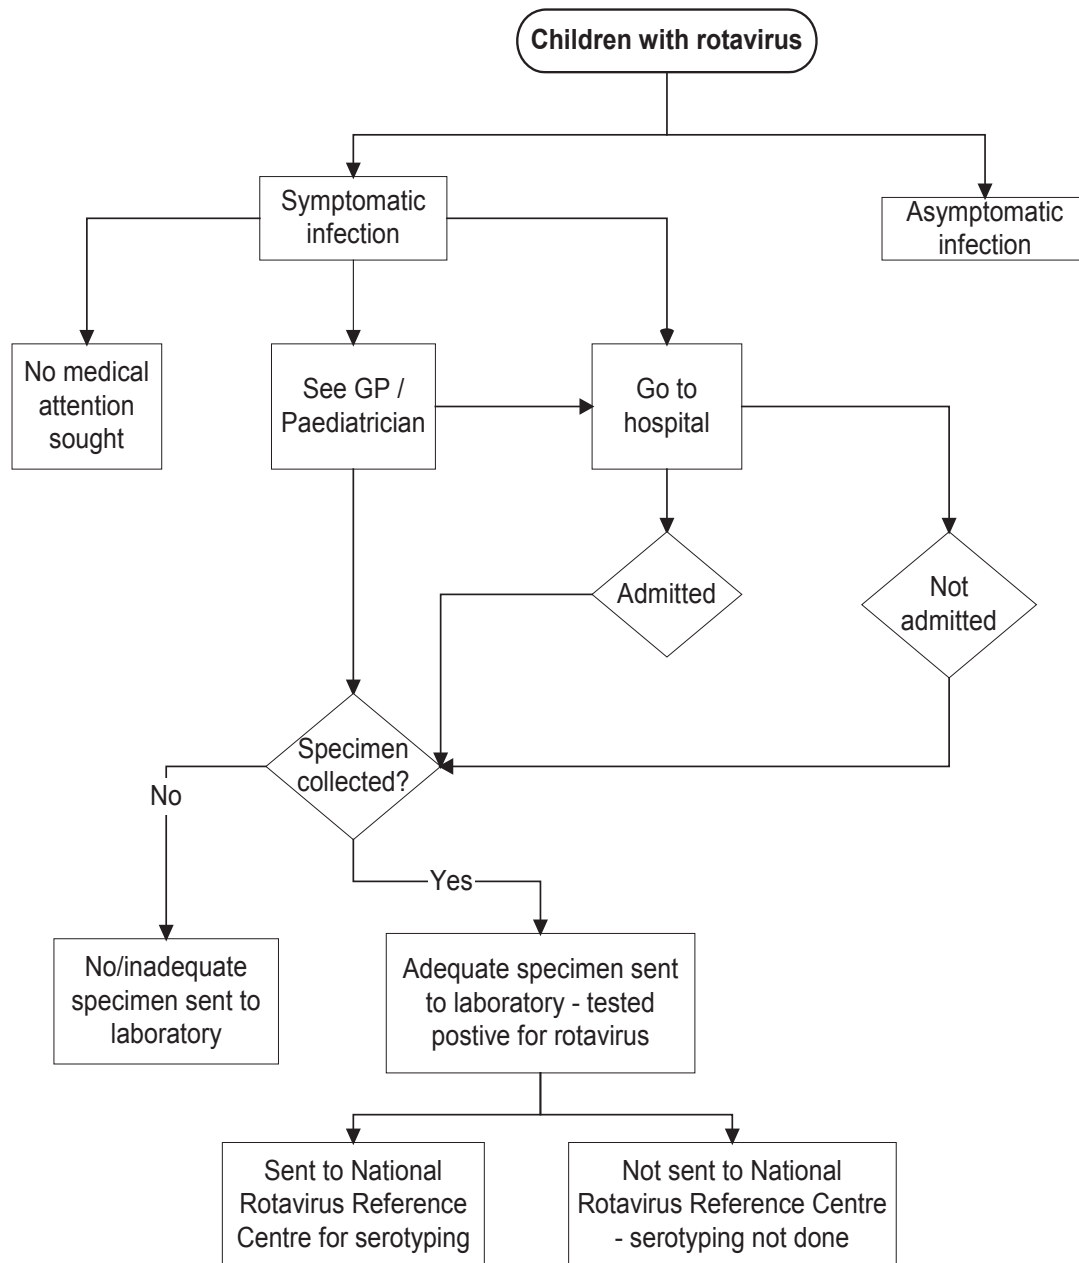 Children with rotavirus
Symptomatic
infection
Asymptomatic
infection
No medical
attention
sought
See GP /
Paediatrician
Go to
hospital
Admitted
Not
admitted
Specimen
collected?
No
Yes
No/inadequate
specimen sent to
laboratory
Adequate specimen sent
to laboratory - tested
postive for rotavirus
Sent to National
Rotavirus Reference
Centre for serotyping
Not sent to National
Rotavirus Reference Centre
- serotyping not done